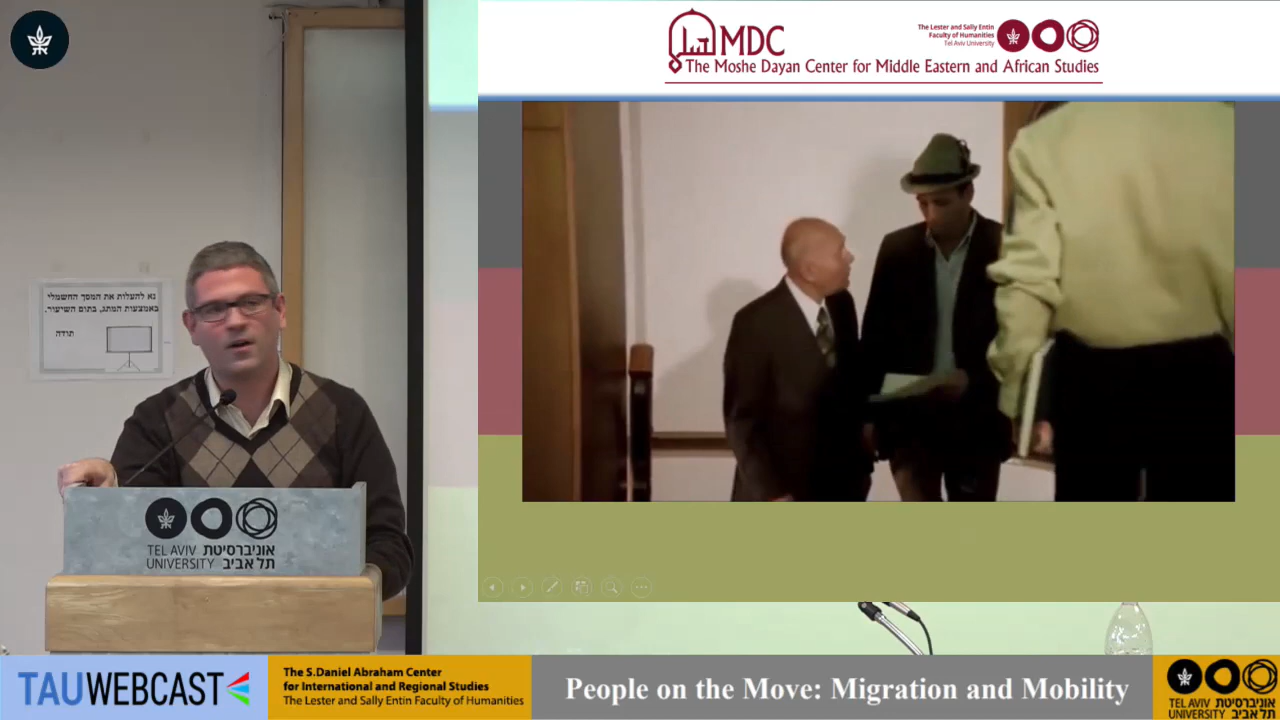 MDC
The Moshe Dayan Center for Middle Eastern and African Studies
The Lester and Sally Entin
Faculty of Humanities
Tel Aviv University
נא להעלות את המסך החשמלי
באמצעות המתג, בתום השיעור.
תודה
TEL AVIV
UNIVERSITY
אוניברסיטת
תל אביב
TAUWEBCAST
The S.Daniel Abraham Center
for International and Regional Studies
The Lester and Sally Entin Faculty of Humanities
People on the Move: Migration and Mobility
TEL AVIV
UNIVERSITY
אוניברסיטת
תל אביב